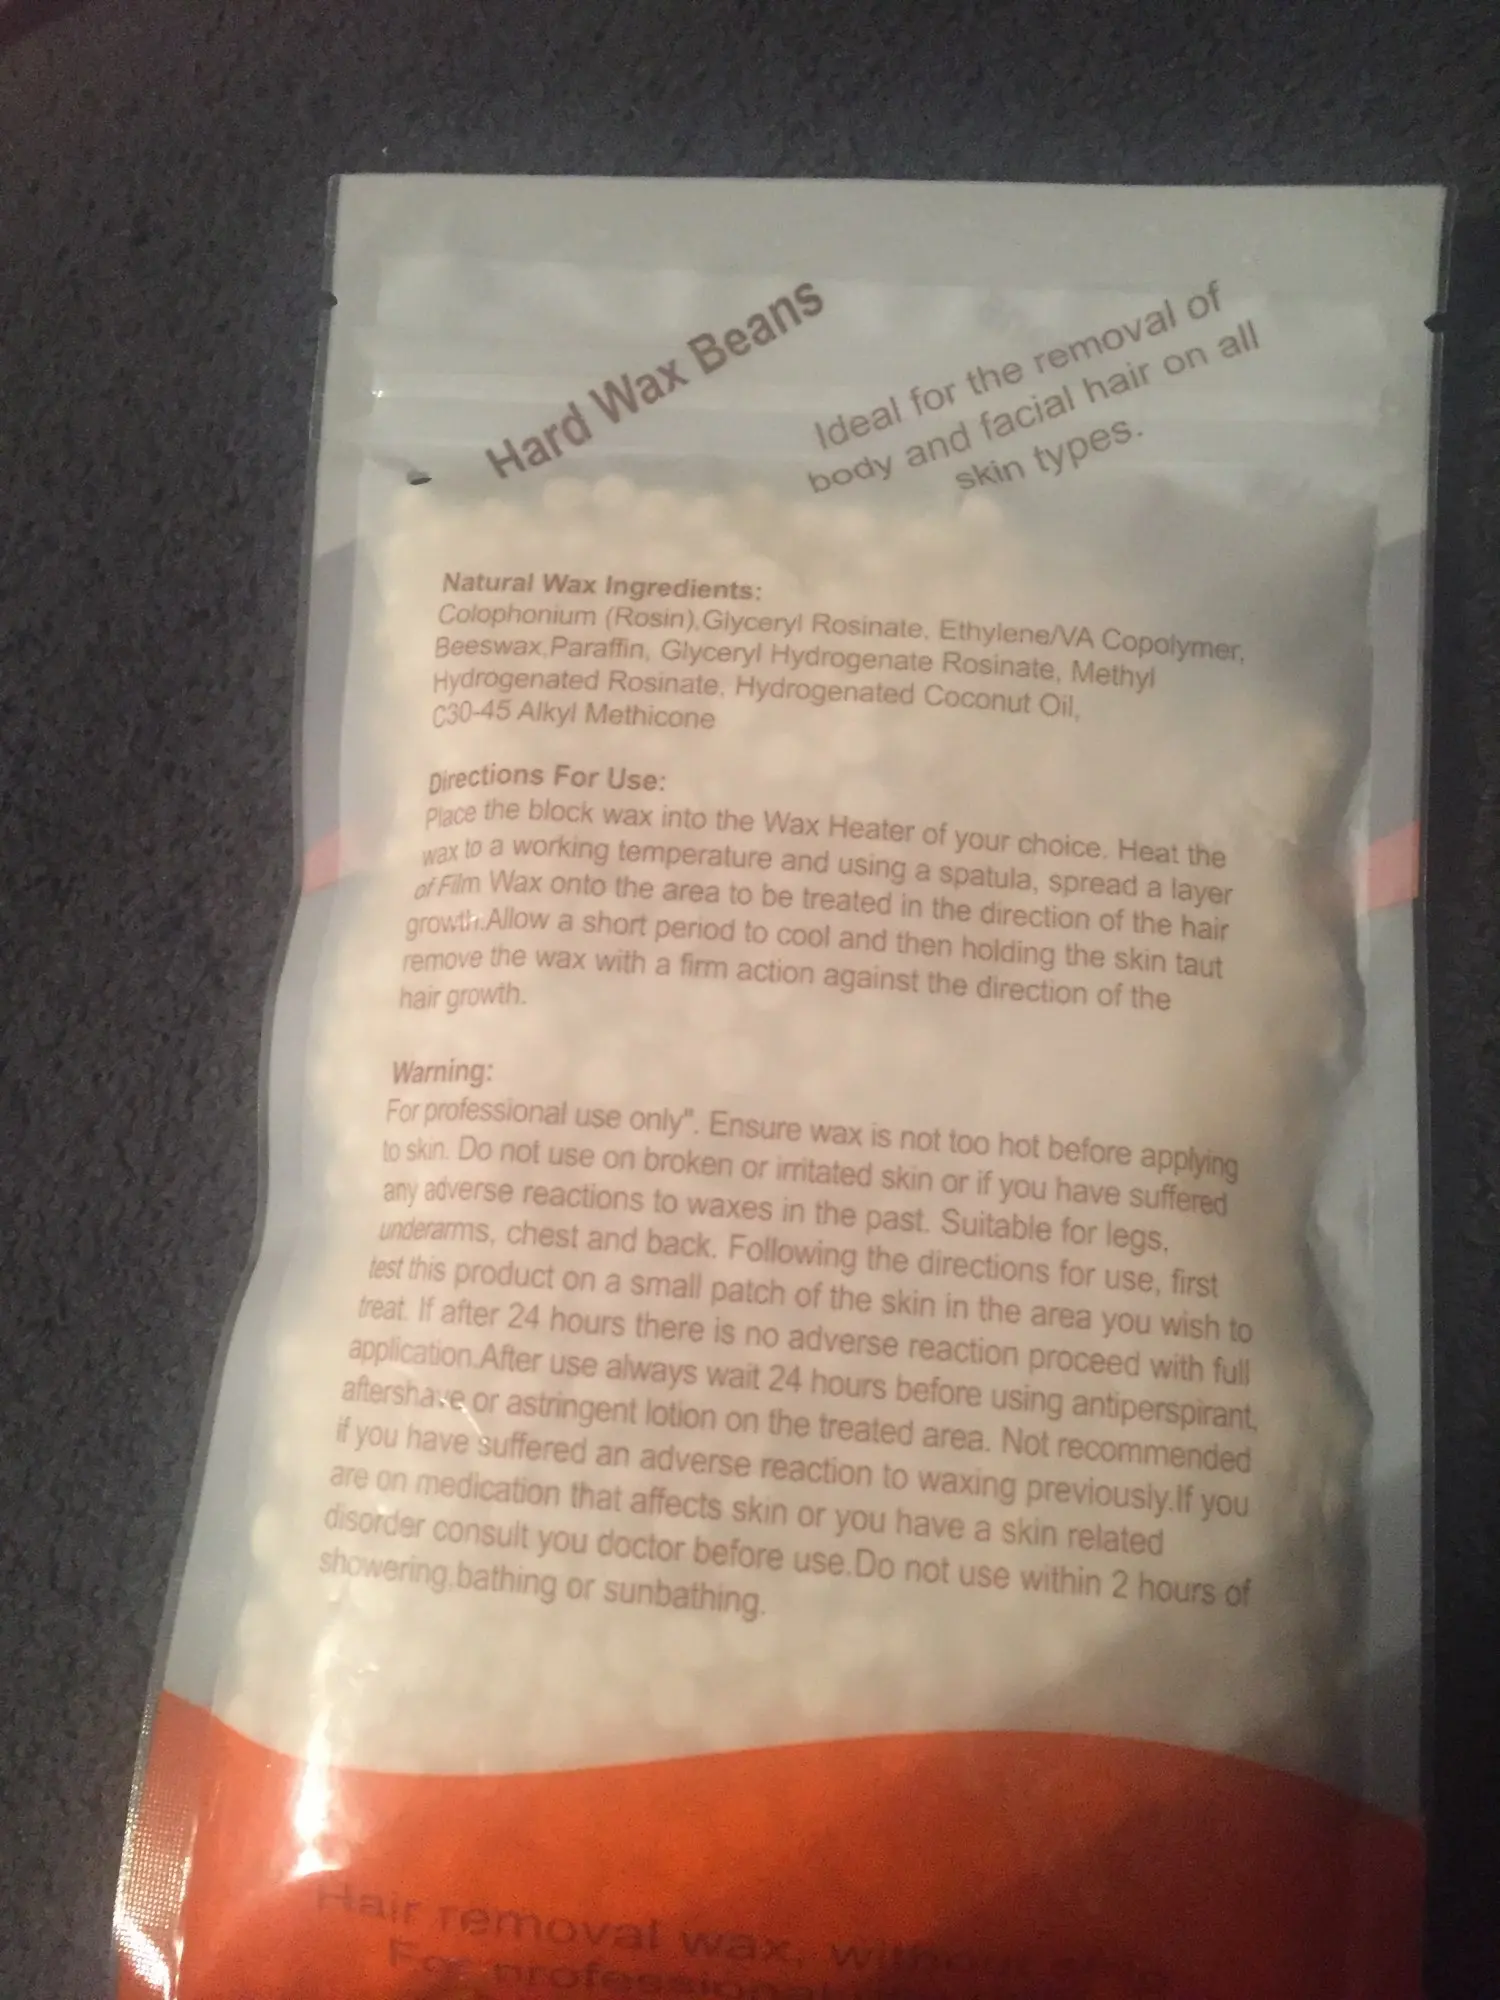 Hard Wax Beans
Ideal for the removal of
body and facial hair on all
skin types.
Natural Wax Ingredients:
Colophonium (Rosin),Glyceryl Rosinate, Ethylene/VA Copolymer,
Beeswax,Paraffin, Glyceryl Hydrogenate Rosinate, Methyl
Hydrogenated Rosinate, Hydrogenated Coconut Oil,
C30-45 Alkyl Methicone
Directions For Use:
Place the block wax into the Wax Heater of your choice. Heat the
wax to a working temperature and using a spatula, spread a layer
of Film Wax onto the area to be treated in the direction of the hair
growth.Allow a short period to cool and then holding the skin taut
remove the wax with a firm action against the direction of the
hair growth.
Warning:
For professional use only". Ensure wax is not too hot before applying
to skin. Do not use on broken or irritated skin or if you have suffered
any adverse reactions to waxes in the past. Suitable for legs,
underarms, chest and back. Following the directions for use, first
test this product on a small patch of the skin in the area you wish to
treat. If after 24 hours there is no adverse reaction proceed with full
application.After use always wait 24 hours before using antiperspirant,
aftershave or astringent lotion on the treated area. Not recommended
if you have suffered an adverse reaction to waxing previously.If you
are on medication that affects skin or you have a skin related
disorder consult you doctor before use.Do not use within 2 hours of
showering,bathing or sunbathing.
Hair removal wax, without strip
For professional